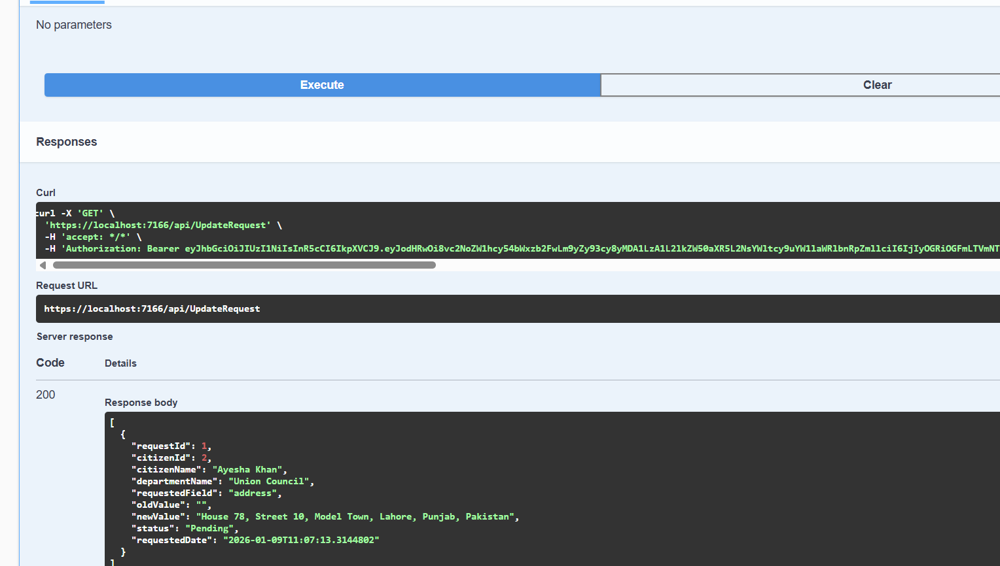 No parameters
Execute
Clear
Responses
Curl
curl -X 'GET' \
'https://localhost:7166/api/UpdateRequest' \
-H 'accept: */*' \
-H 'Authorization: Bearer eyJhbGciOiJIUzI1NiIsInR5cCI6IkpXVCJ9.eyJodHRwOi8vc2NoZW1hcy54bWxzb2FwLm9yZy93cy8yMDA1LzA1L2lkZW50aXR5L2NsYWltcy9uYW1laWRlbnRpZmllciI6IjIyOGRiOGFmLTVmNT
Request URL
https://localhost:7166/api/UpdateRequest
Server response
Code
Details
200
Response body
[
{
"requestId": 1,
"citizenId": 2,
"citizenName": "Ayesha Khan",
"departmentName": "Union Council",
"requestedField": "address",
"oldValue": "",
"newValue": "House 78, Street 10, Model Town, Lahore, Punjab, Pakistan",
"status": "Pending",
"requestedDate": "2026-01-09T11:07:13.3144802"
}
]